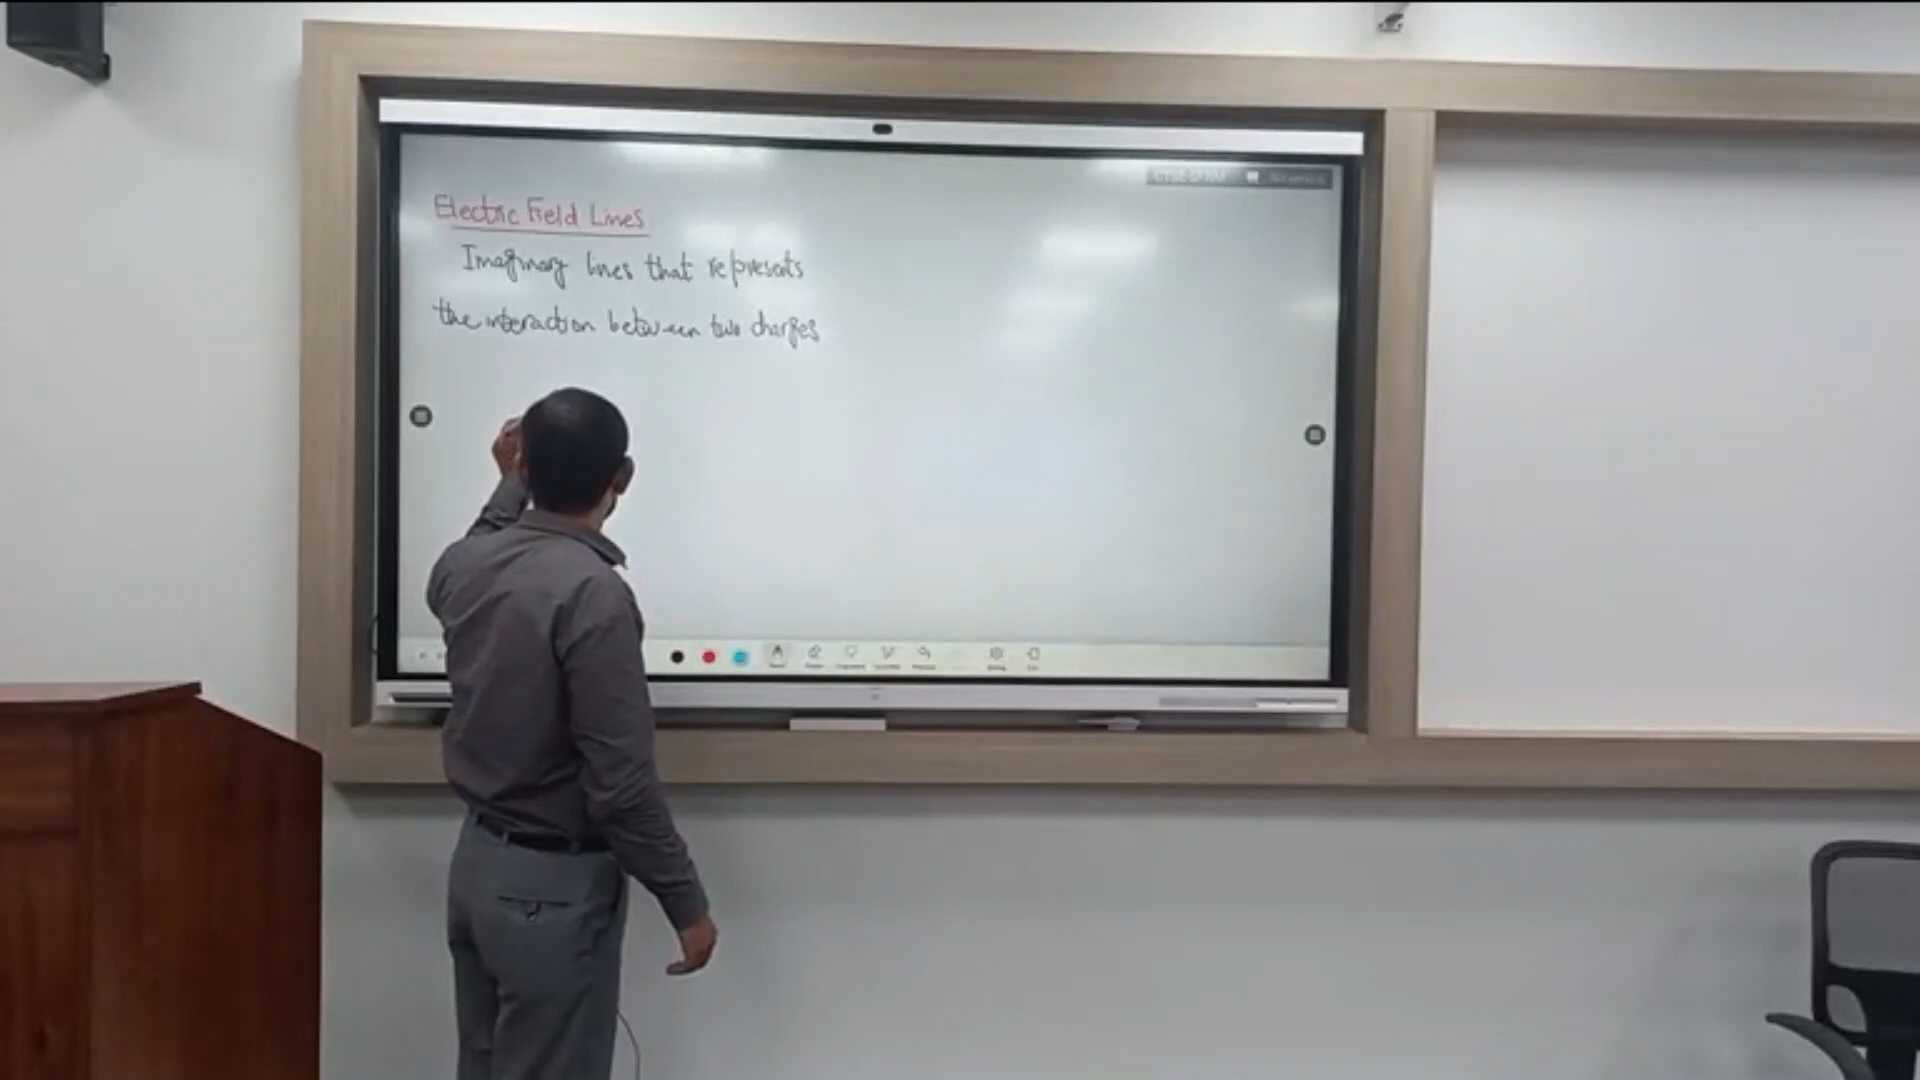 Electric Field Lines
Imaginary lines that represents
the interaction between two charges